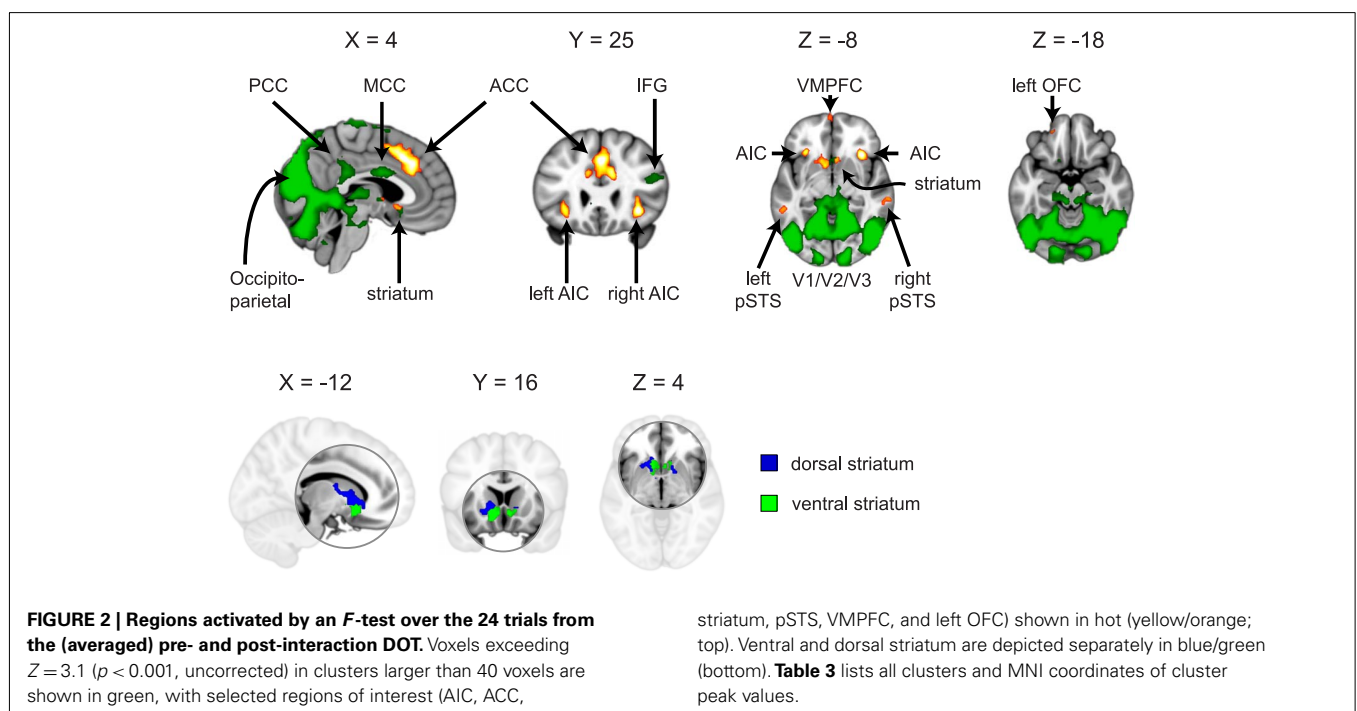 X = 4
Y = 25
Z = -8
Z = -18
PCC
MCC
ACC
IFG
VMPFC
left OFC
AIC
AIC
striatum
Occipito-
parietal
striatum
left AIC
right AIC
left
pSTS
V1/V2/V3
right
pSTS
X = -12
Y = 16
Z = 4
dorsal striatum
ventral striatum
FIGURE 2 | Regions activated by an F-test over the 24 trials from
the (averaged) pre- and post-interaction DOT. Voxels exceeding
Z = 3.1 (p < 0.001, uncorrected) in clusters larger than 40 voxels are
shown in green, with selected regions of interest (AIC, ACC,
striatum, pSTS, VMPFC, and left OFC) shown in hot (yellow/orange;
top). Ventral and dorsal striatum are depicted separately in blue/green
(bottom). Table 3 lists all clusters and MNI coordinates of cluster
peak values.